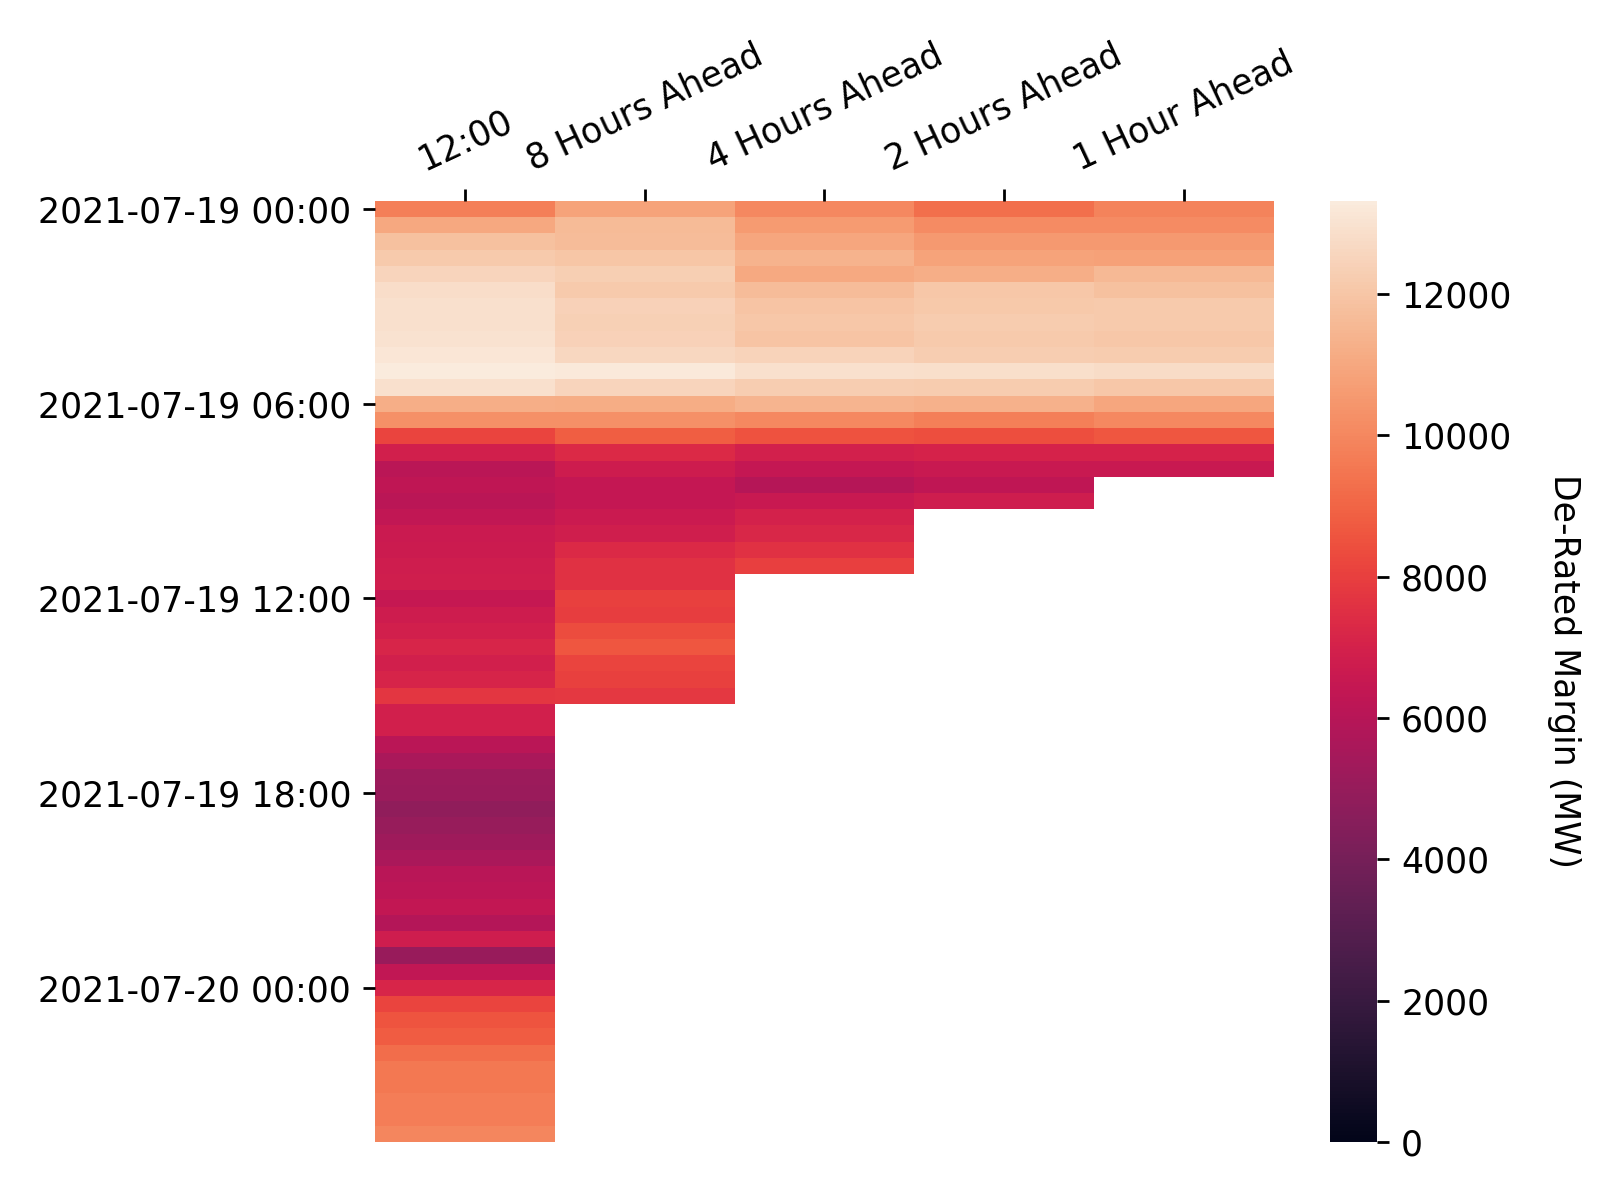 12:00
8 Hours Ahead
4 Hours Ahead
2 Hours Ahead
1 Hour Ahead
2021-07-19 00:00
2021-07-19 06:00
2021-07-19 12:00
2021-07-19 18:00
2021-07-20 00:00
12000
10000
8000
6000
4000
2000
0
De-Rated Margin (MW)